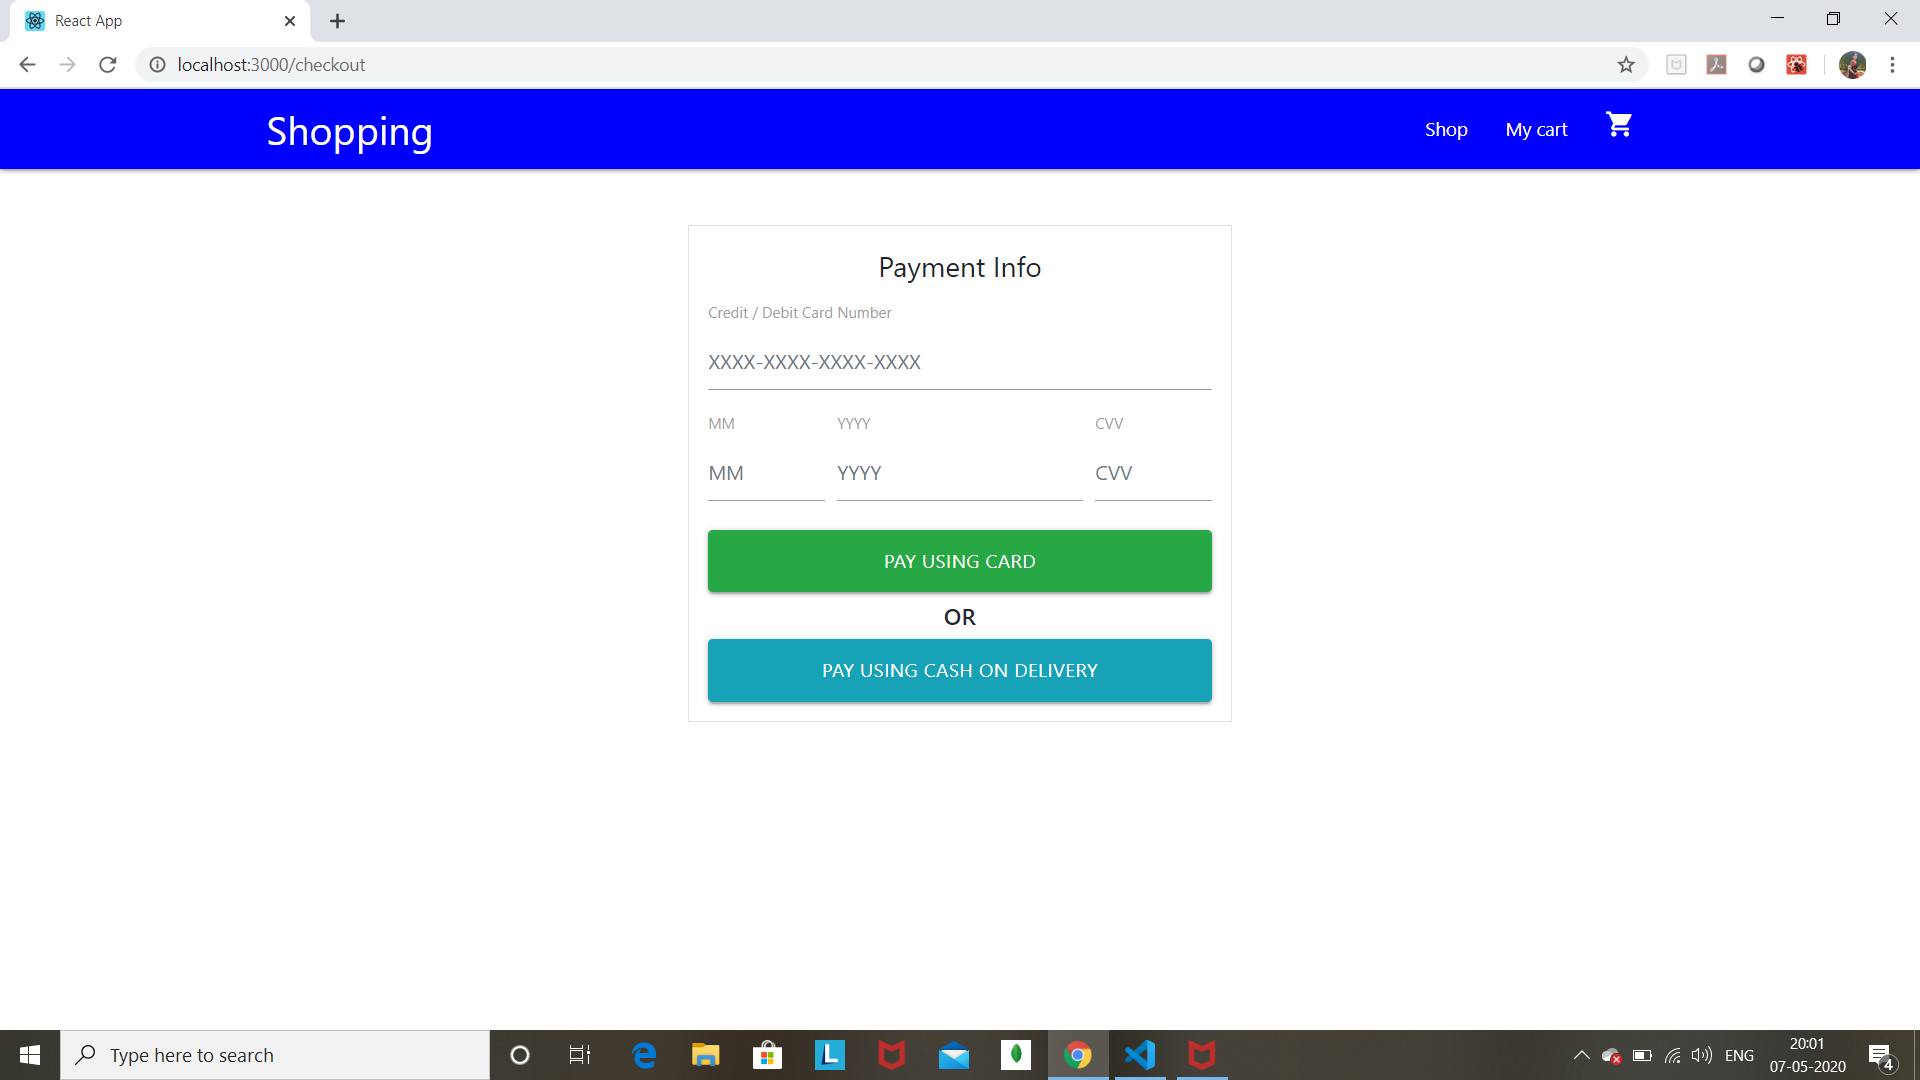 React App
localhost:3000/checkout
Shopping
Shop
My cart
Payment Info
Credit / Debit Card Number
XXXX-XXXX-XXXX-XXXX
MM YYYY CVV
MM YYYY CVV
PAY USING CARD
OR
PAY USING CASH ON DELIVERY
Type here to search
L
ENG
20:01
07-05-2020
4